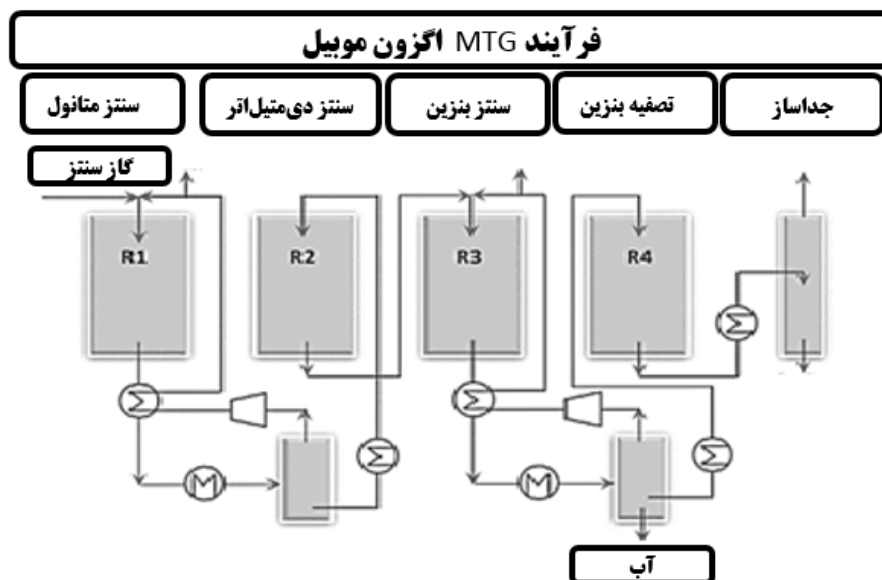 فرآیند MTG اگزون موبیل
جداساز
تصفیه بنزین
سنتز بنزین
سنتز دی‌متیل‌اتر
سنتز متانول
گاز سنتز
R1
R2
R3
R4
آب